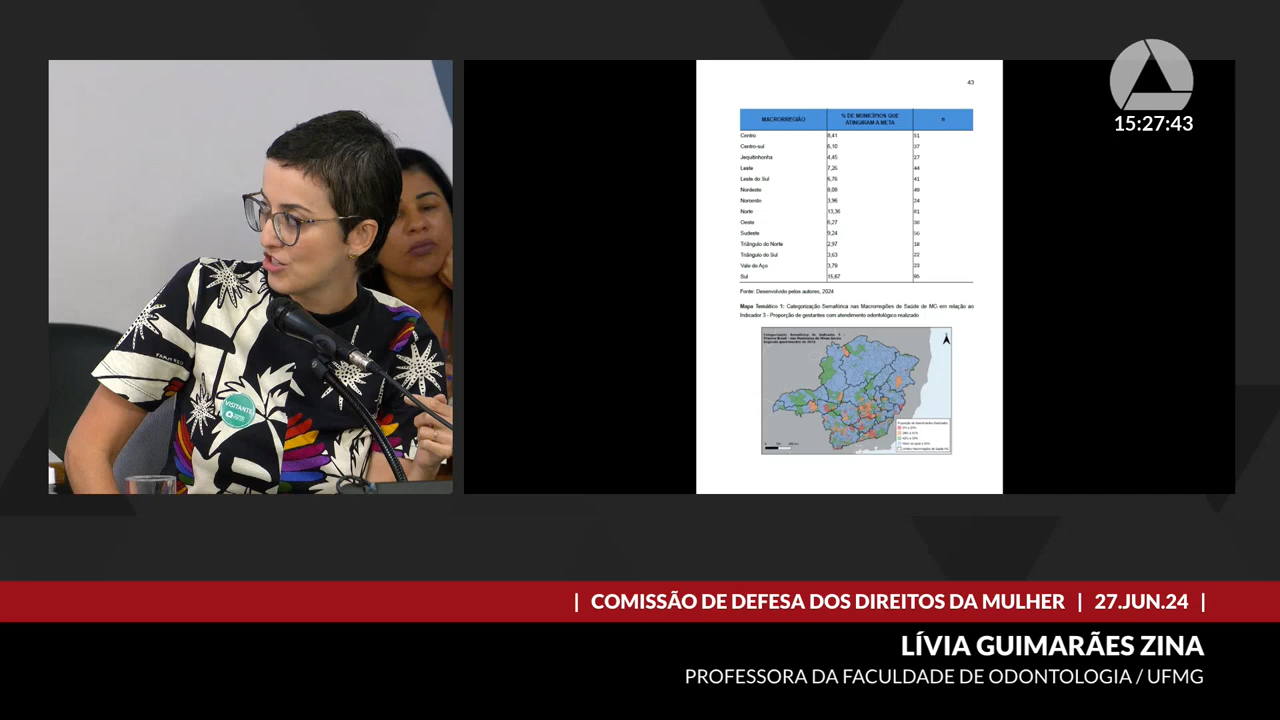 15:27:43
43
MACRORREGIÃO
% DE MUNICÍPIOS QUE ATINGIRAM A META
n
Centro 8,41 51
Centro-sul 6,10 37
Jequitinhonha 4,45 27
Leste 7,26 44
Leste do Sul 6,76 41
Nordeste 8,08 49
Noroeste 3,96 24
Norte 13,36 81
Oeste 6,27 38
Sudeste 9,24 56
Triângulo do Norte 2,97 18
Triângulo do Sul 3,63 22
Vale do Aço 3,79 23
Sul 15,67 95
Fonte: Desenvolvido pelos autores, 2024
Mapa Temático 1: Categorização Semafórica nas Macrorregiões de Saúde de MG em relação ao
Indicador 3 - Proporção de gestantes com atendimento odontológico realizado
FARM RIO
VISITANTE
| COMISSÃO DE DEFESA DOS DIREITOS DA MULHER | 27.JUN.24 |
LÍVIA GUIMARÃES ZINA
PROFESSORA DA FACULDADE DE ODONTOLOGIA / UFMG